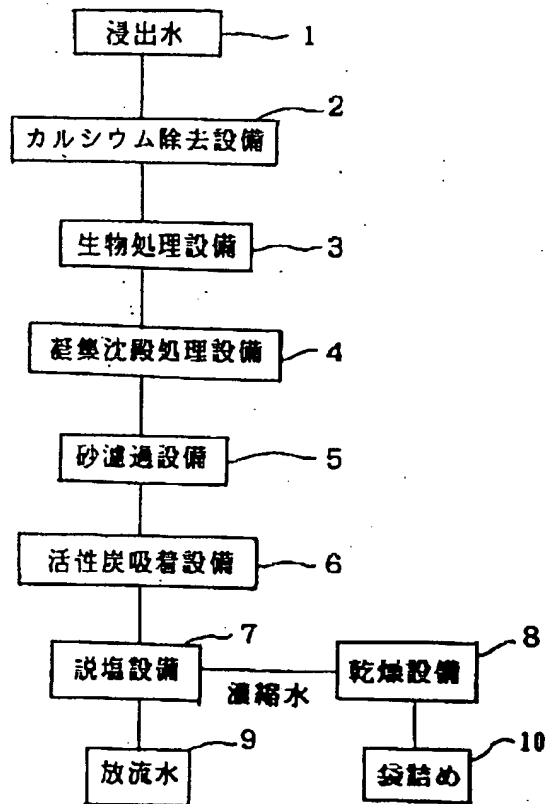 浸出水 1
カルシウム除去設備 2
生物処理設備 3
凝集沈殿処理設備 4
砂濾過設備 5
活性炭吸着設備 6
脱塩設備 7
濃縮水
乾燥設備 8
放流水 9
袋詰め 10